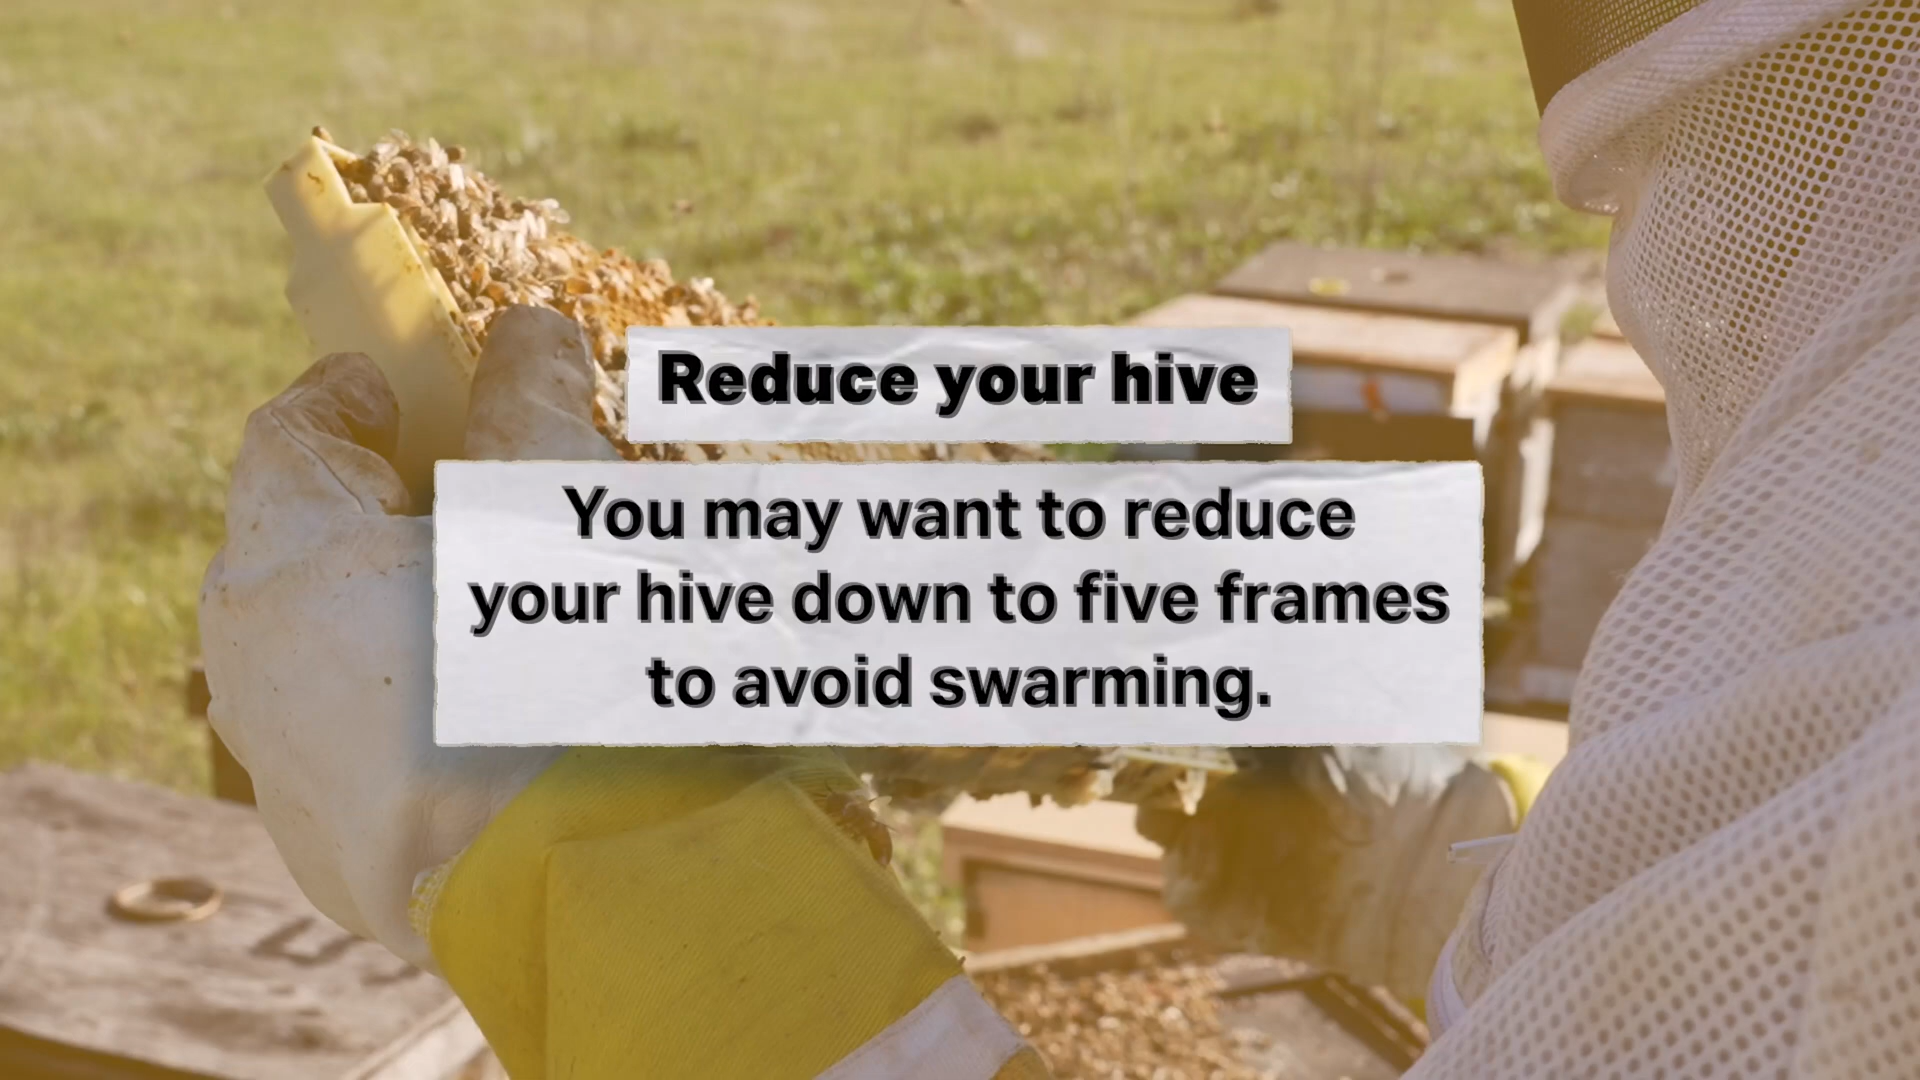 Reduce your hive
You may want to reduce
your hive down to five frames
to avoid swarming.